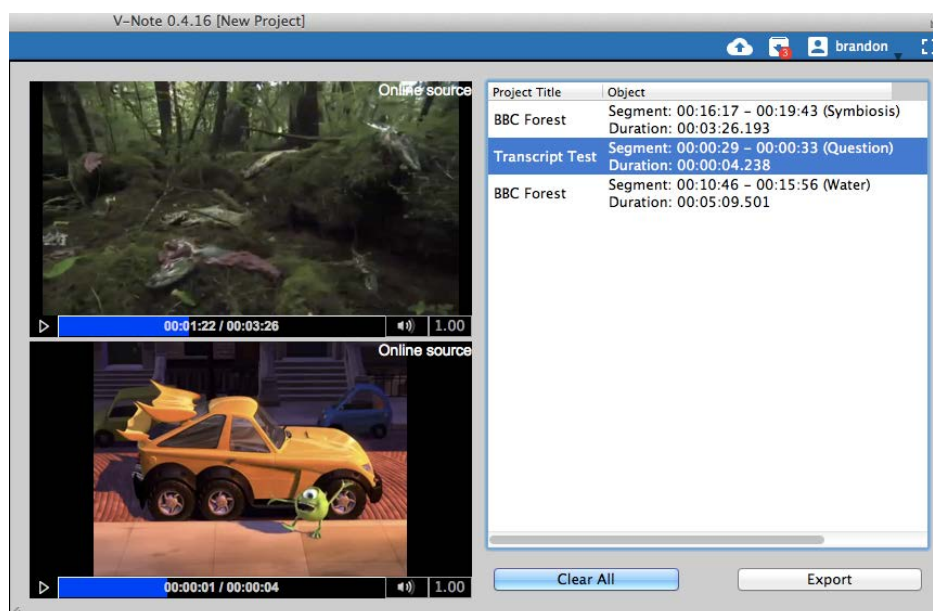 V-Note 0.4.16 [New Project]
3
brandon
Online source
00:01:22 / 00:03:26
1.00
Online source
00:00:01 / 00:00:04
1.00
Project Title Object
BBC Forest
Segment: 00:16:17 - 00:19:43 (Symbiosis)
Duration: 00:03:26.193
Transcript Test
Segment: 00:00:29 - 00:00:33 (Question)
Duration: 00:00:04.238
BBC Forest
Segment: 00:10:46 - 00:15:56 (Water)
Duration: 00:05:09.501
Clear All
Export